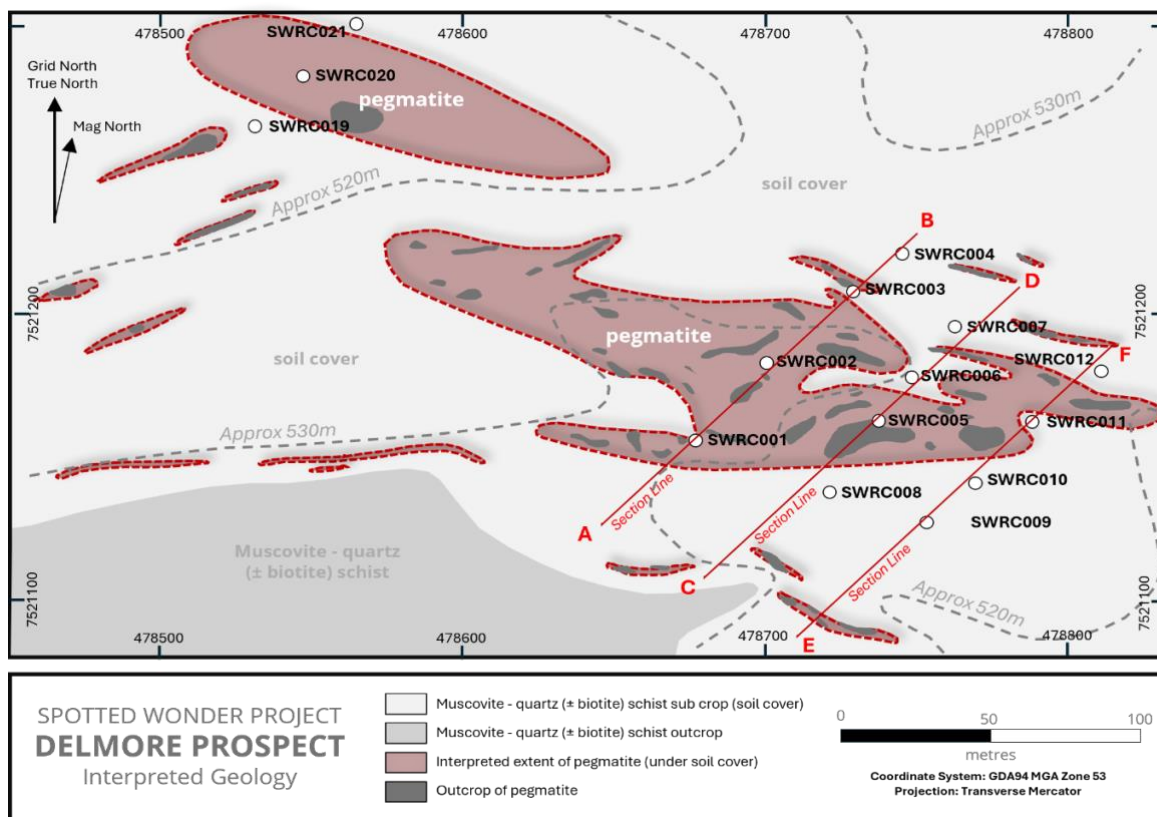 478500
478600
478700
478800
SWRC021
Grid North
True North
Mag North
SWRC020
pegmatite
SWRC019
Approx 530m
soil cover
Approx 520m
B
SWRC004
SWRC003
D
7521200
7521200
SWRC007
pegmatite
soil cover
SWRC002
SWRC012
F
SWRC006
SWRC005
SWRC011
Approx 530m
SWRC001
Section Line
SWRC010
SWRC008
SWRC009
A
Section Line
Muscovite - quartz
(± biotite) schist
C
Section Line
7521100
7521100
Approx 520m
E
478500
478600
478700
478800
SPOTTED WONDER PROJECT
DELMORE PROSPECT
Interpreted Geology
Muscovite - quartz (± biotite) schist sub crop (soil cover)
Muscovite - quartz (± biotite) schist outcrop
Interpreted extent of pegmatite (under soil cover)
Outcrop of pegmatite
0 50 100
metres
Coordinate System: GDA94 MGA Zone 53
Projection: Transverse Mercator